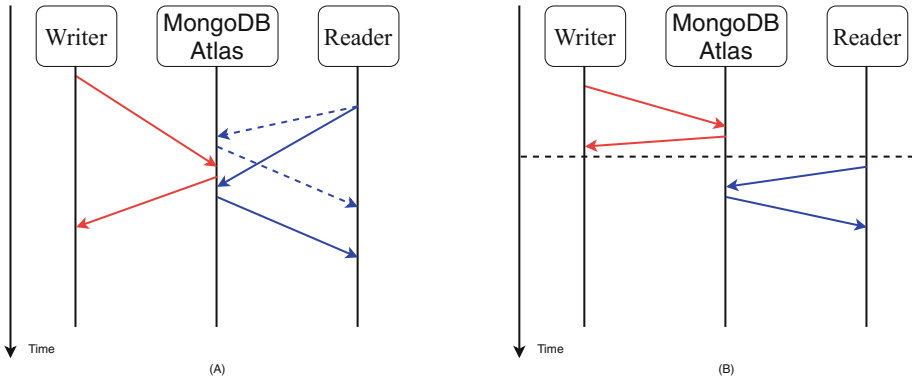 Writer
MongoDB
Atlas
Reader
Time
(A)
Writer
MongoDB
Atlas
Reader
Time
(B)